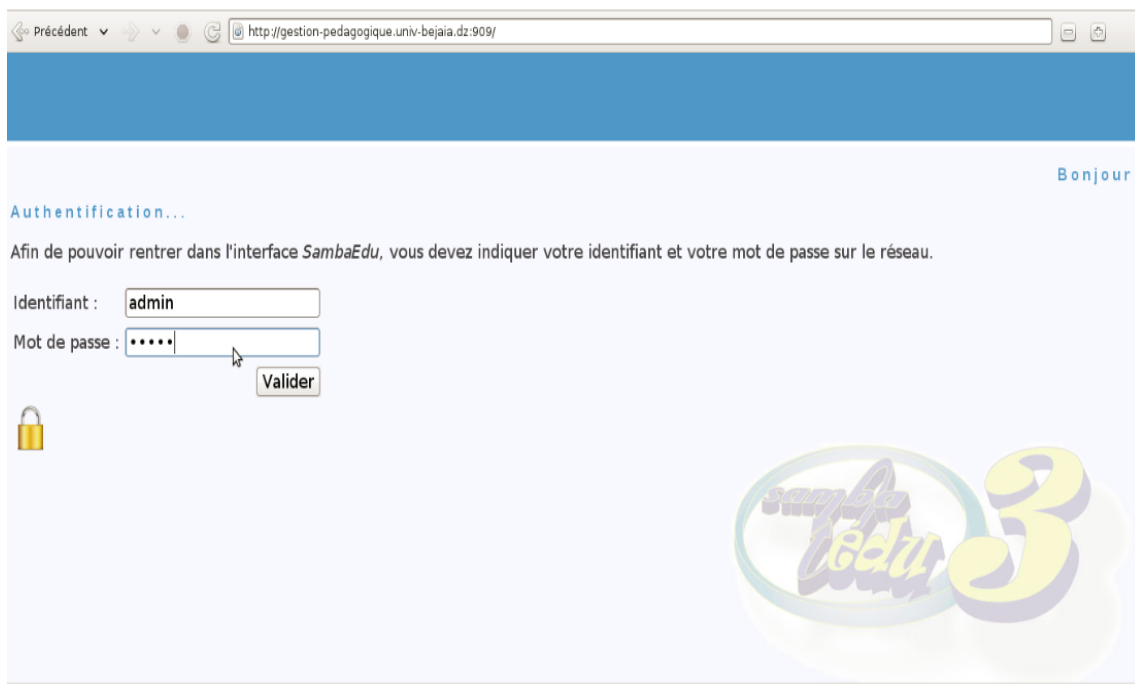 Précédent
http://gestion-pedagogique.univ-bejaia.dz:909/
Bonjour
Authentification...
Afin de pouvoir rentrer dans l'interface SambaEdu, vous devez indiquer votre identifiant et votre mot de passe sur le réseau.
Identifiant : admin
Mot de passe : •••••
Valider
samba
edu 3